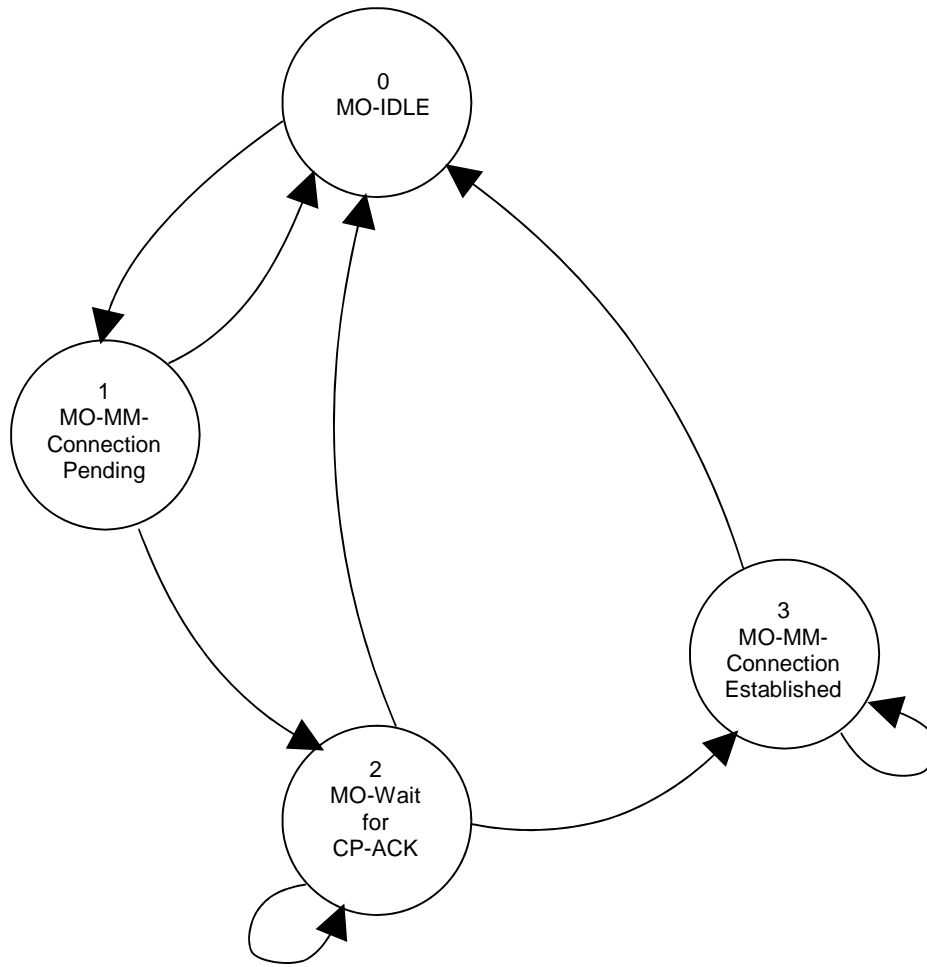 0
MO-IDLE
1
MO-MM-
Connection
Pending
3
MO-MM-
Connection
Established
2
MO-Wait
for
CP-ACK